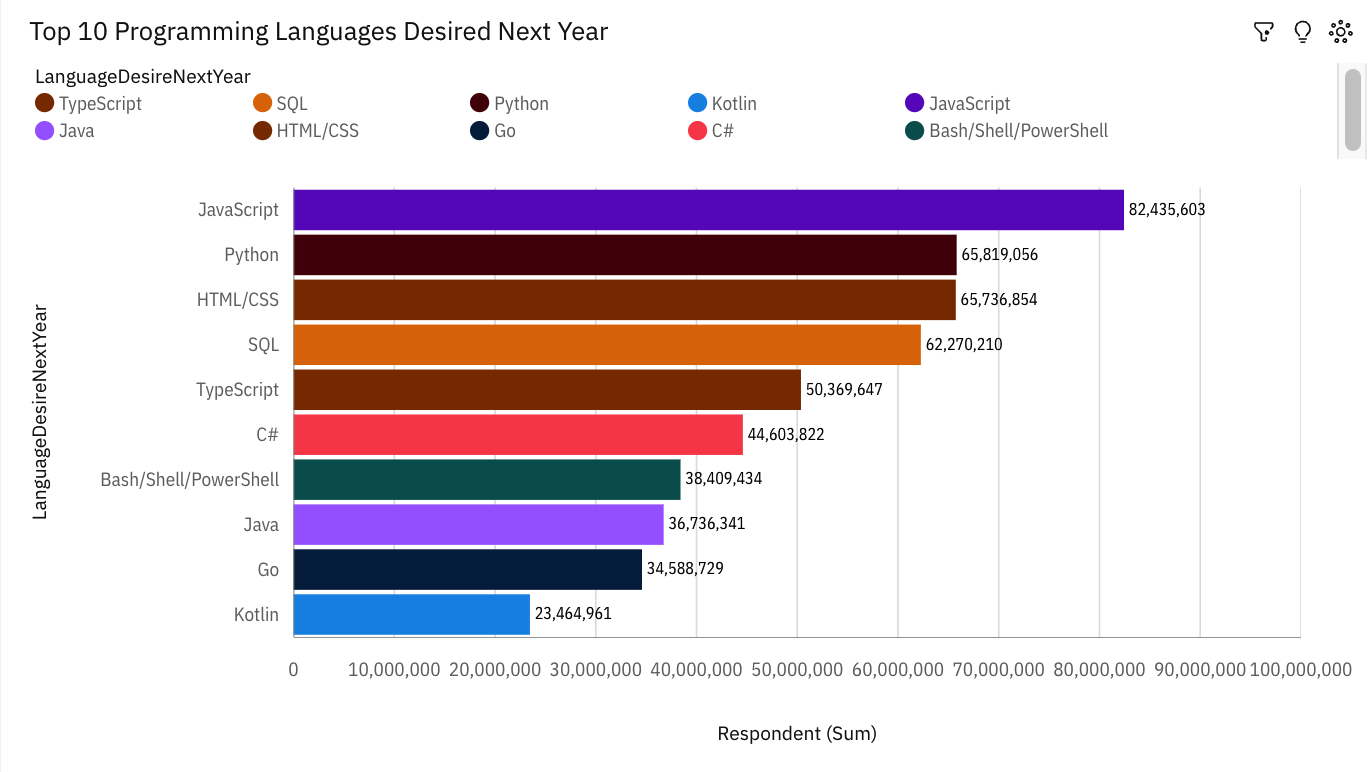 Top 10 Programming Languages Desired Next Year
LanguageDesireNextYear
TypeScript SQL Python Kotlin JavaScript
Java HTML/CSS Go C# Bash/Shell/PowerShell
LanguageDesireNextYear
JavaScript 82,435,603
Python 65,819,056
HTML/CSS 65,736,854
SQL 62,270,210
TypeScript 50,369,647
C# 44,603,822
Bash/Shell/PowerShell 38,409,434
Java 36,736,341
Go 34,588,729
Kotlin 23,464,961
0 10,000,000 20,000,000 30,000,000 40,000,000 50,000,000 60,000,000 70,000,000 80,000,000 90,000,000 100,000,000
Respondent (Sum)